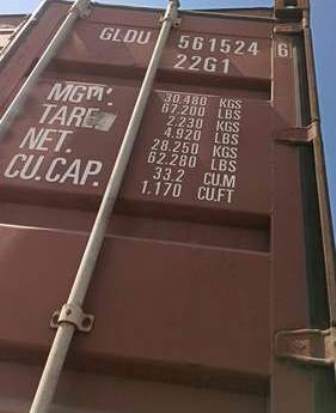 GLDU 561524 6
22G1
MGW. 30.480 KGS
67.200 LBS
TARE. 2.230 KGS
4.920 LBS
NET. 28.250 KGS
62.280 LBS
CU.CAP. 33.2 CU.M
1.170 CU.FT